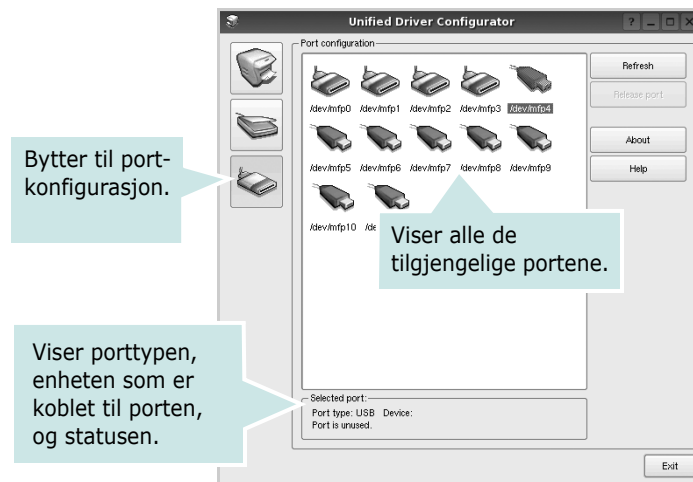 Unified Driver Configurator
Port configuration
/dev/mfp0 /dev/mfp1 /dev/mfp2 /dev/mfp3 /dev/mfp4
/dev/mfp5 /dev/mfp6 /dev/mfp7 /dev/mfp8 /dev/mfp9
/dev/mfp10
Refresh
Release port
About
Help
Bytter til port-
konfigurasjon.
Viser alle de
tilgjengelige portene.
Viser porttypen,
enheten som er
koblet til porten,
og statusen.
Selected port:
Port type: USB Device:
Port is unused.
Exit